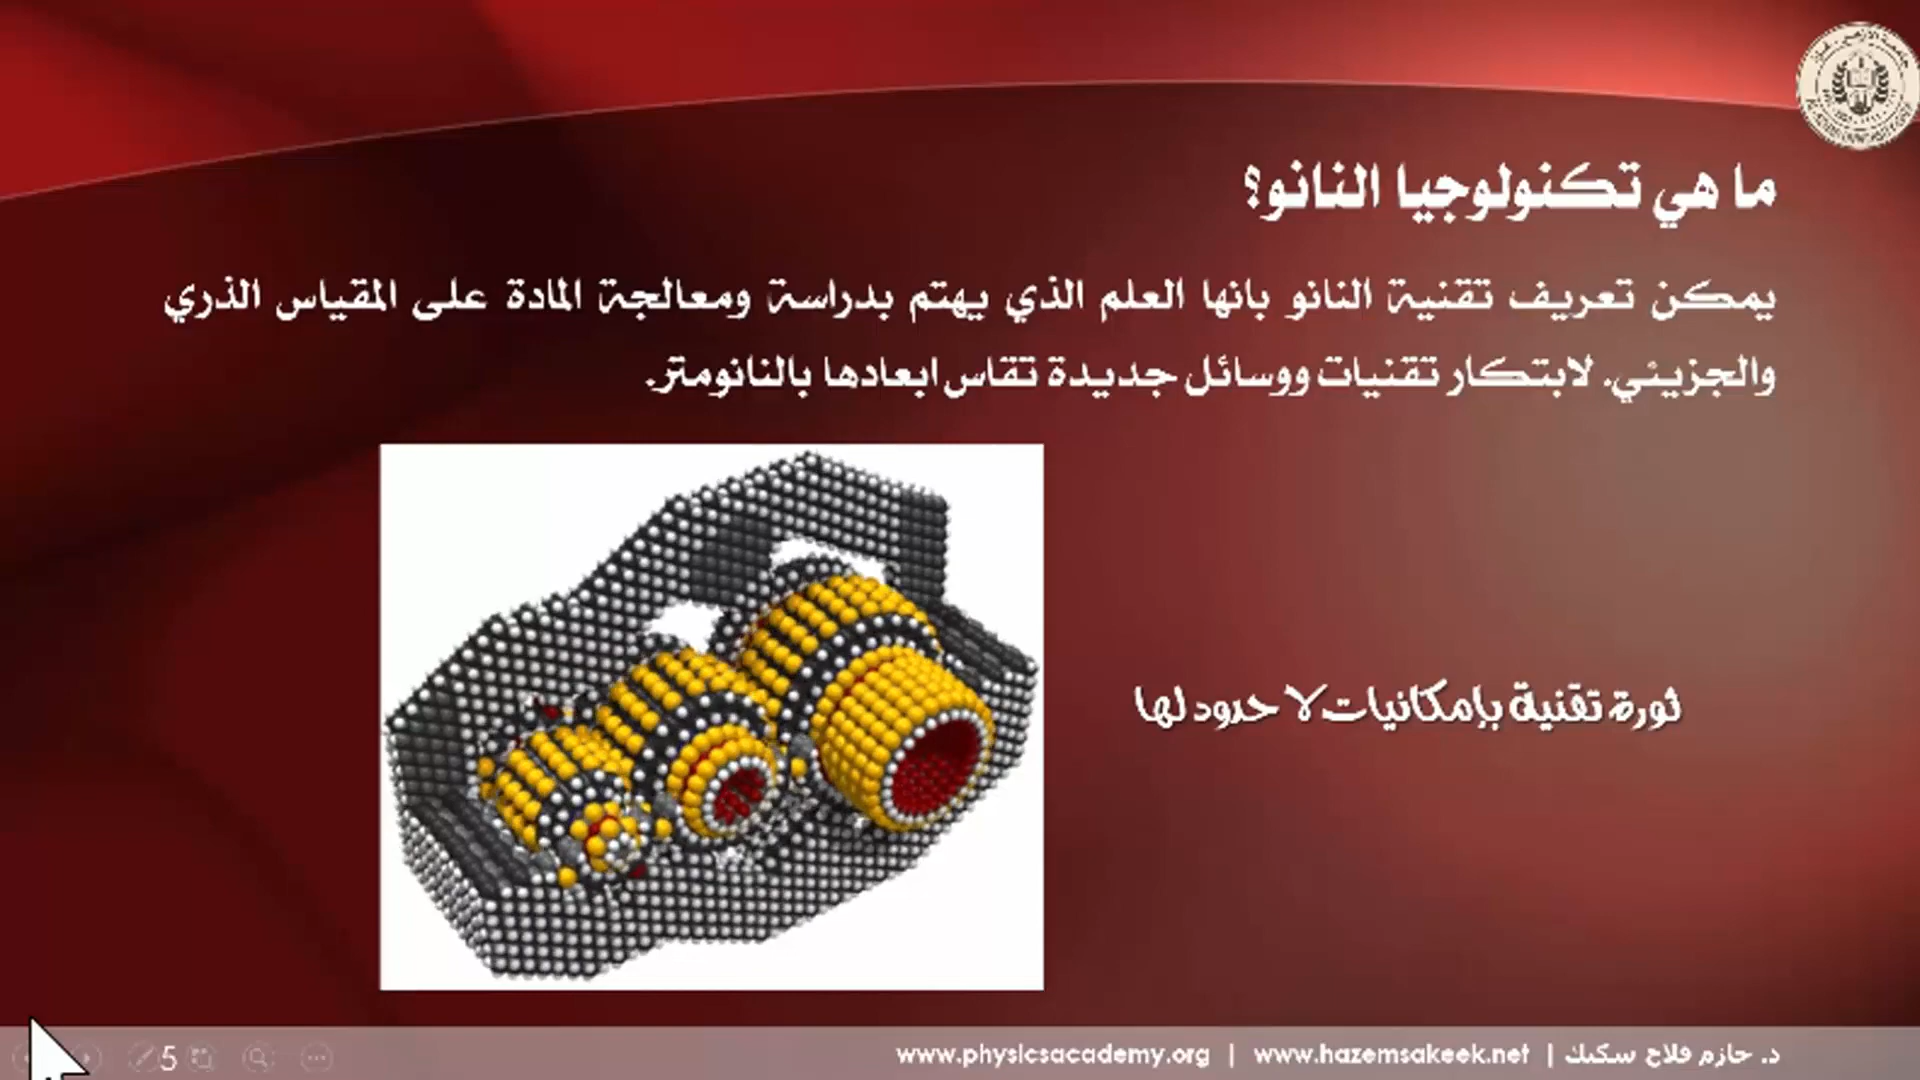 ما هي تكنولوجيا النانو؟
يمكن تعريف تقنية النانو بانها العلم الذي يهتم بدراسة ومعالجة المادة على المقياس الذري
والجزيئي. لابتكار تقنيات ووسائل جديدة تقاس ابعادها بالنانومتر.
ثورة تقنية بإمكانيات لا حدود لها
5
www.physicsacademy.org | www.hazemsakeek.net | د. حازم فلاح سكيك